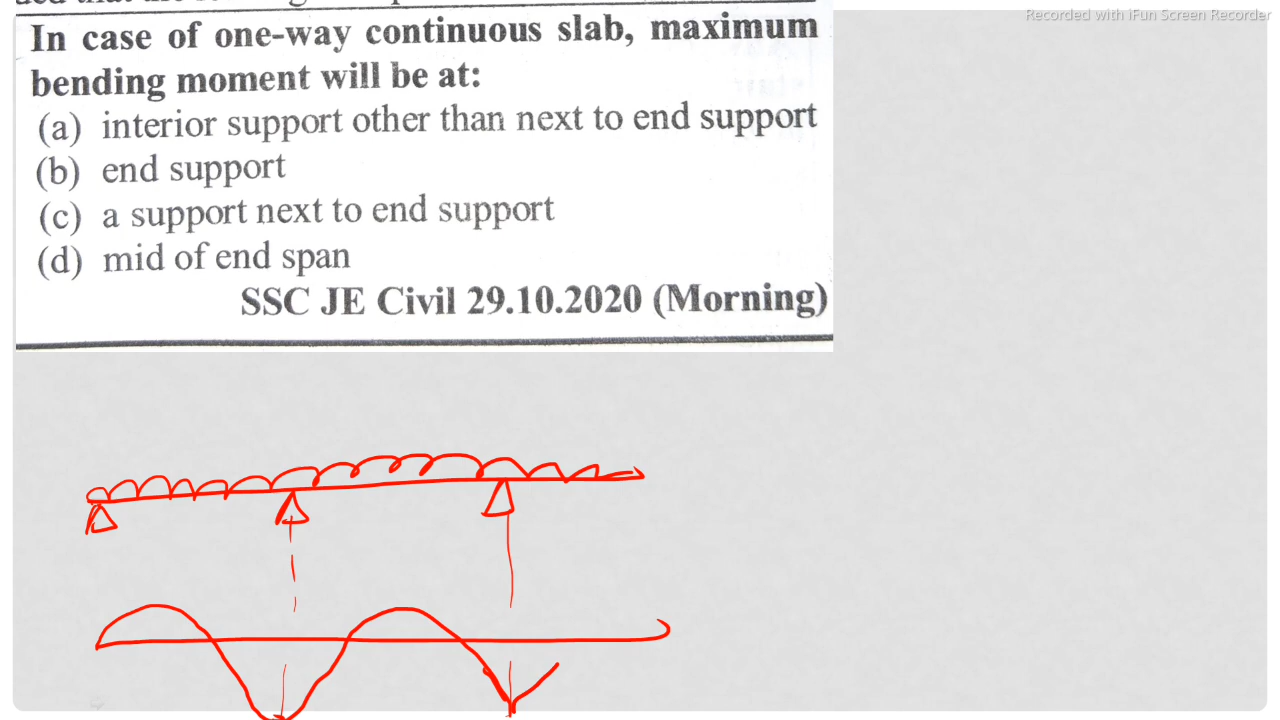 Recorded with iFun Screen Recorder
In case of one-way continuous slab, maximum
bending moment will be at:
(a) interior support other than next to end support
(b) end support
(c) a support next to end support
(d) mid of end span
SSC JE Civil 29.10.2020 (Morning)